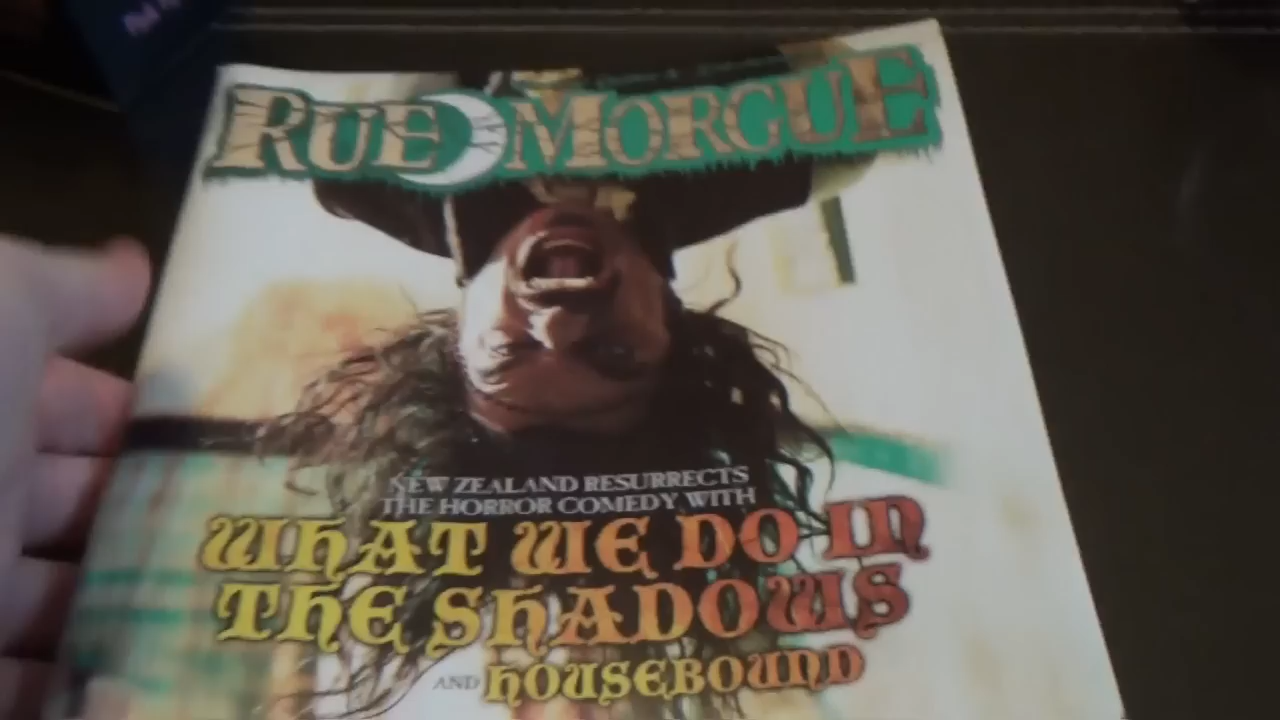 RUE MORGUE
NEW ZEALAND RESURRECTS
THE HORROR COMEDY WITH
WHAT WE DO IN
THE SHADOWS
AND HOUSEBOUND